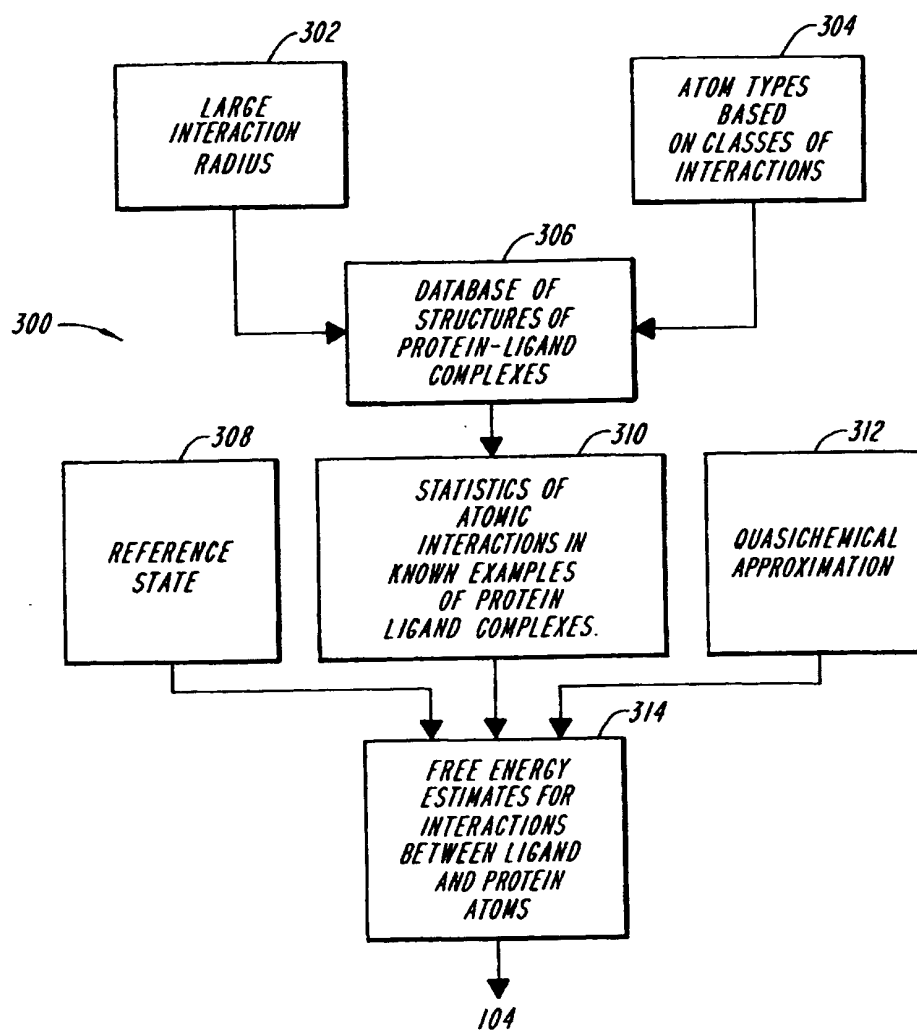 302
LARGE
INTERACTION
RADIUS
304
ATOM TYPES
BASED
ON CLASSES OF
INTERACTIONS
306
DATABASE OF
STRUCTURES OF
PROTEIN-LIGAND
COMPLEXES
300
308
REFERENCE
STATE
310
STATISTICS OF
ATOMIC
INTERACTIONS IN
KNOWN EXAMPLES
OF PROTEIN
LIGAND COMPLEXES.
312
QUASICHEMICAL
APPROXIMATION
314
FREE ENERGY
ESTIMATES FOR
INTERACTIONS
BETWEEN LIGAND
AND PROTEIN
ATOMS
104